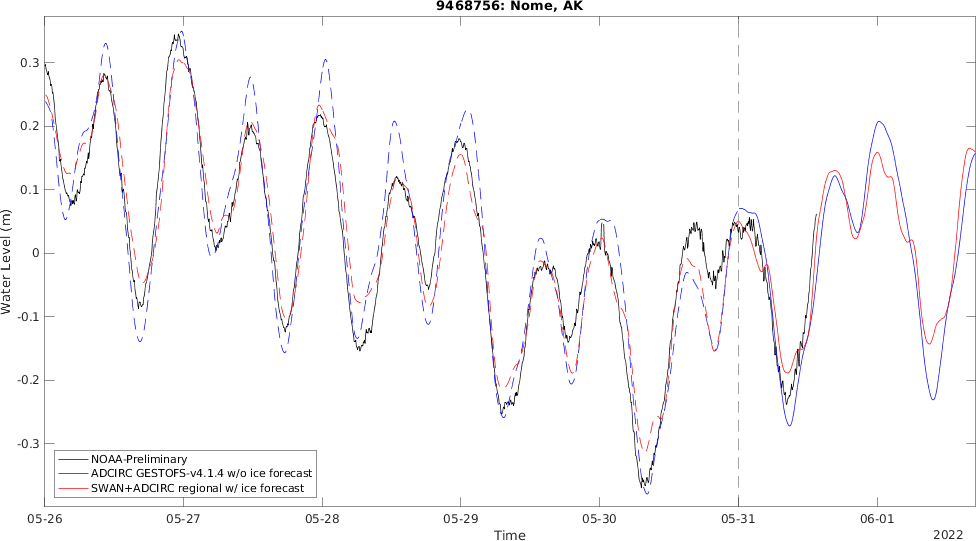 9468756: Nome, AK
0.3
0.2
0.1
0
-0.1
-0.2
-0.3
Water Level (m)
NOAA-Preliminary
ADCIRC GESTOFS-v4.1.4 w/o ice forecast
SWAN+ADCIRC regional w/ ice forecast
05-26 05-27 05-28 05-29 05-30 05-31 06-01
Time
2022